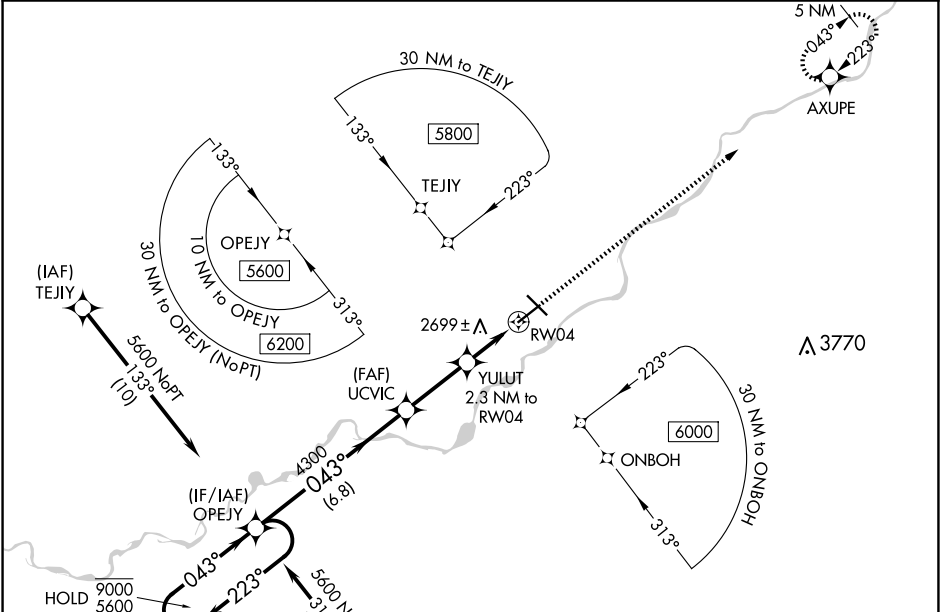 5 NM
043°
223°
AXUPE
30 NM to TEJIY
133°
5800
TEJIY
223°
133°
OPEJY
10 NM to OPEJY
5600
313°
30 NM to OPEJY (NoPT)
6200
(IAF)
TEJIY
5600 NoPT
133°
(10)
2699 ±
RW04
3770
(FAF)
UCVIC
YULUT
2.3 NM to
RW04
223°
30 NM to ONBOH
6000
ONBOH
313°
4300
043°
(6.8)
(IF/IAF)
OPEJY
043°
223°
HOLD
9000
5600
5600 N
31